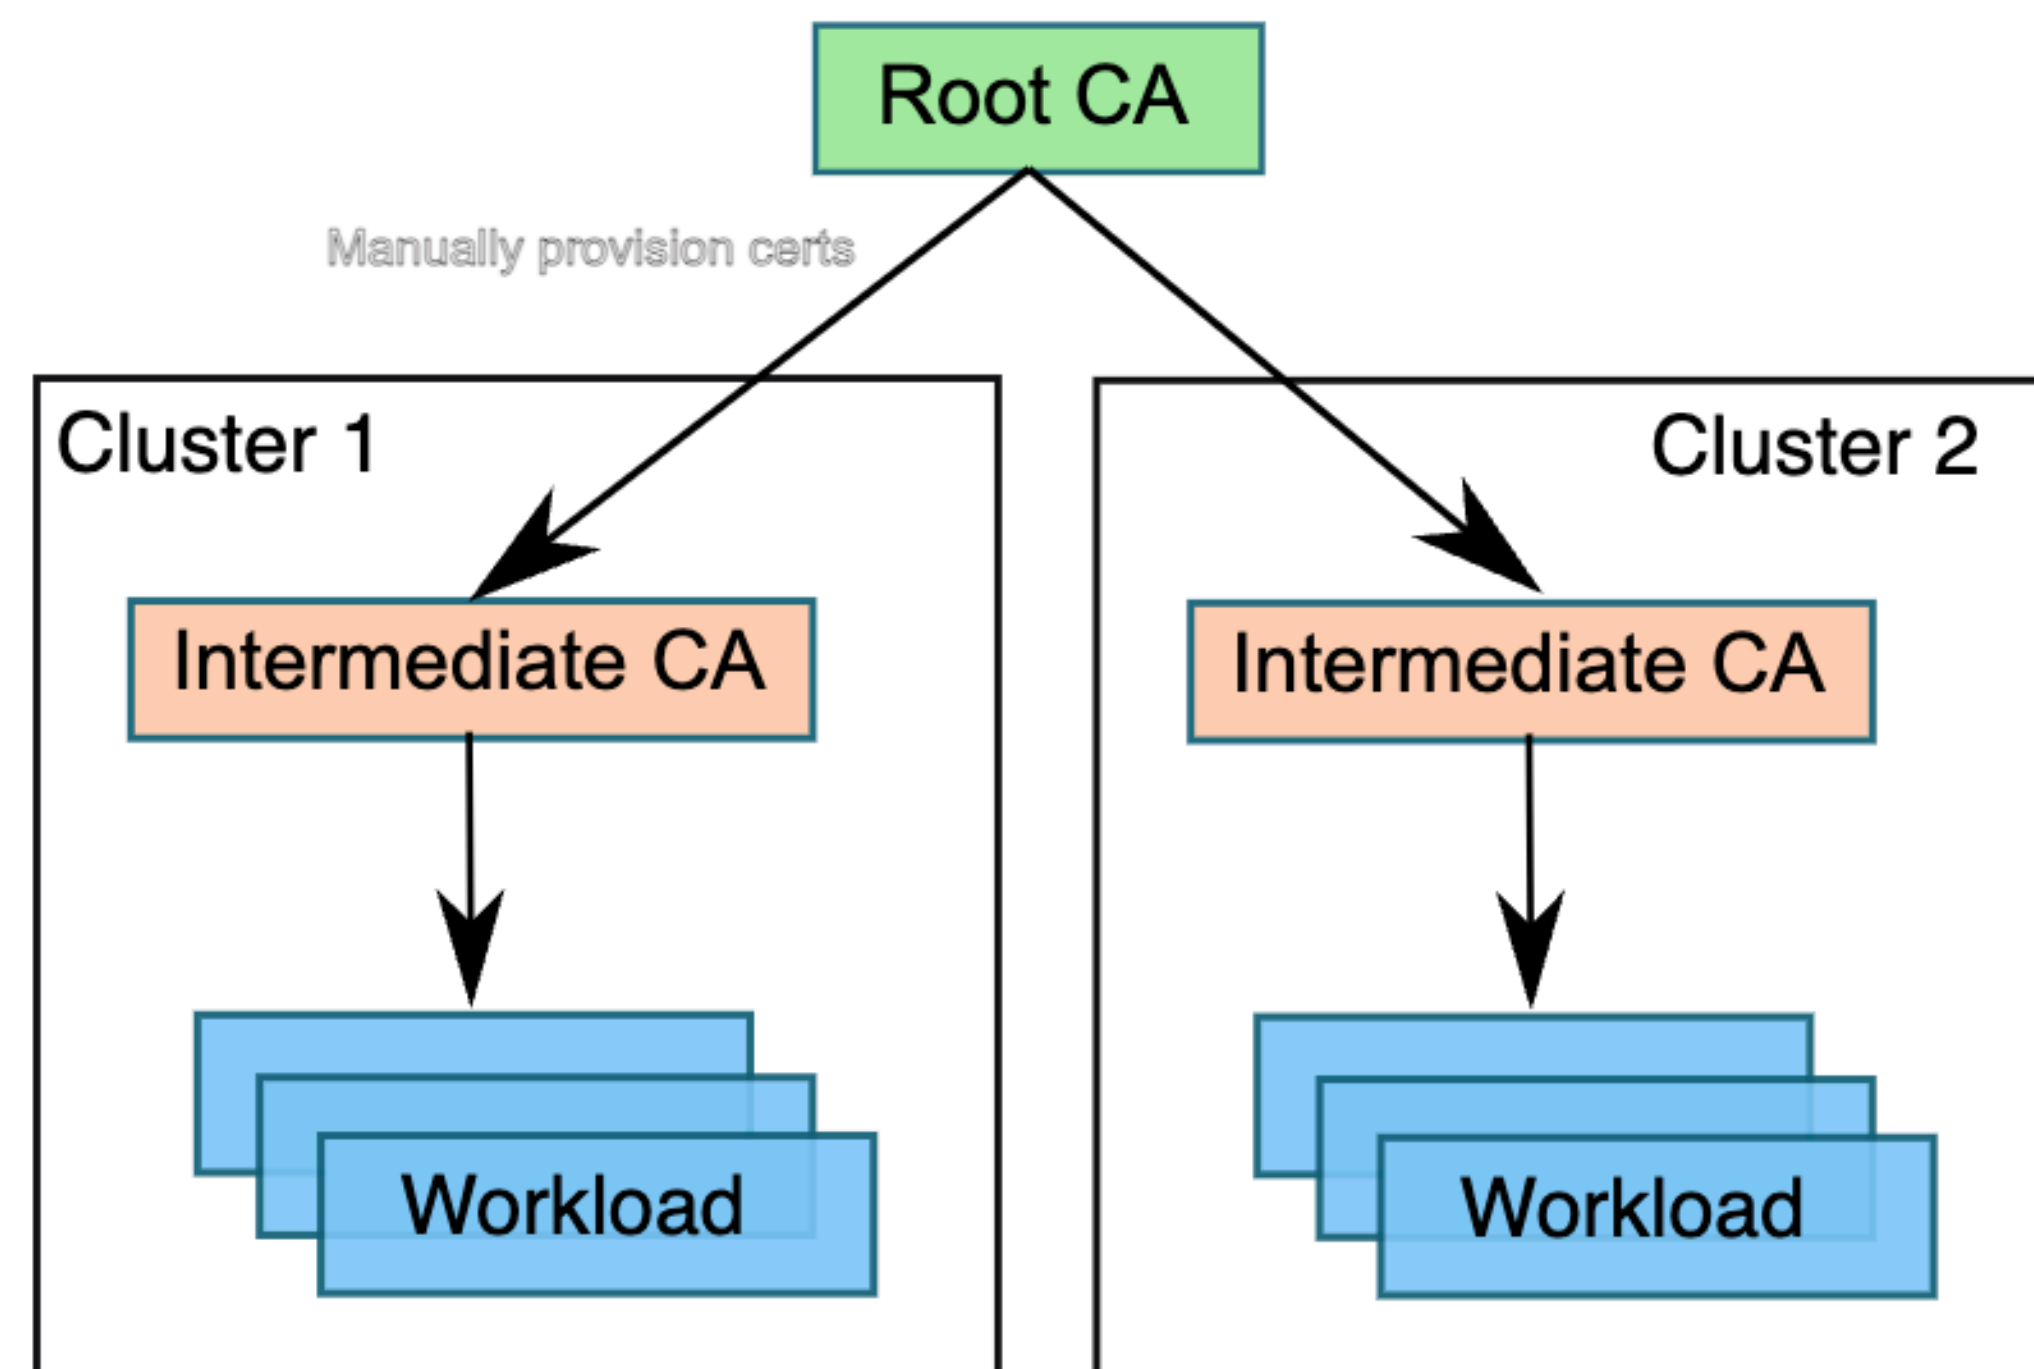 Root CA
Manually provision certs
Cluster 1
Cluster 2
Intermediate CA
Intermediate CA
Workload
Workload